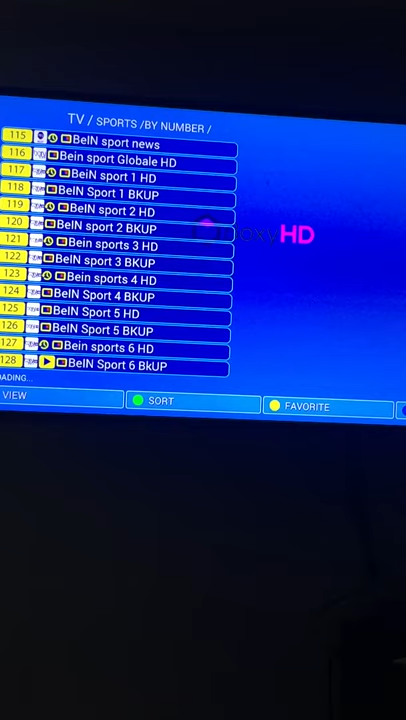 TV / SPORTS /BY NUMBER /
115 BeIN sport news
116 Bein sport Globale HD
117 BeiN sport 1 HD
118 BeIN Sport 1 BKUP
119 BeIN sport 2 HD
120 BeIN sport 2 BKUP
121 Bein sports 3 HD
122 BeIN sport 3 BKUP
123 Bein sports 4 HD
124 BeIN Sport 4 BKUP
125 BeIN Sport 5 HD
126 BeIN Sport 5 BKUP
127 Bein sports 6 HD
128 BeIN Sport 6 BkUP
HD
ADING...
VIEW SORT FAVORITE